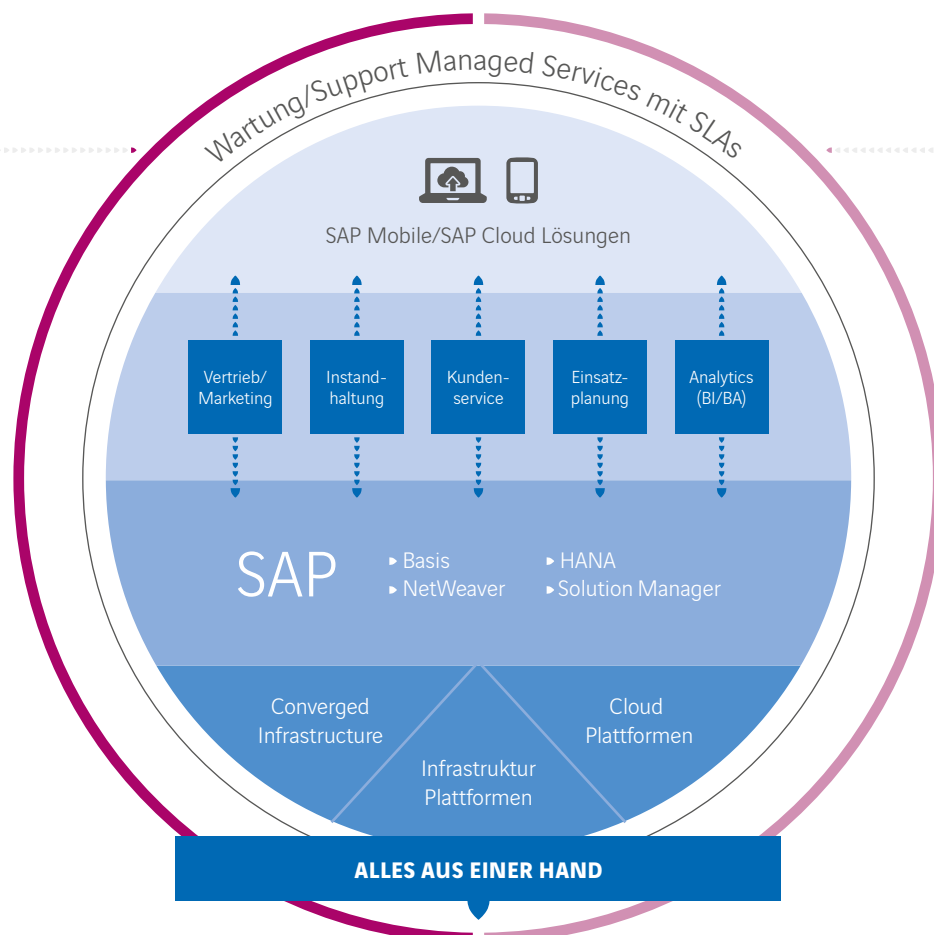 Wartung/Support Managed Services mit SLAs
SAP Mobile/SAP Cloud Lösungen
Vertrieb/
Marketing
Instand-
haltung
Kunden-
service
Einsatz-
planung
Analytics
(BI/BA)
SAP
Basis
NetWeaver
HANA
Solution Manager
Converged
Infrastructure
Infrastruktur
Plattformen
Cloud
Plattformen
ALLES AUS EINER HAND